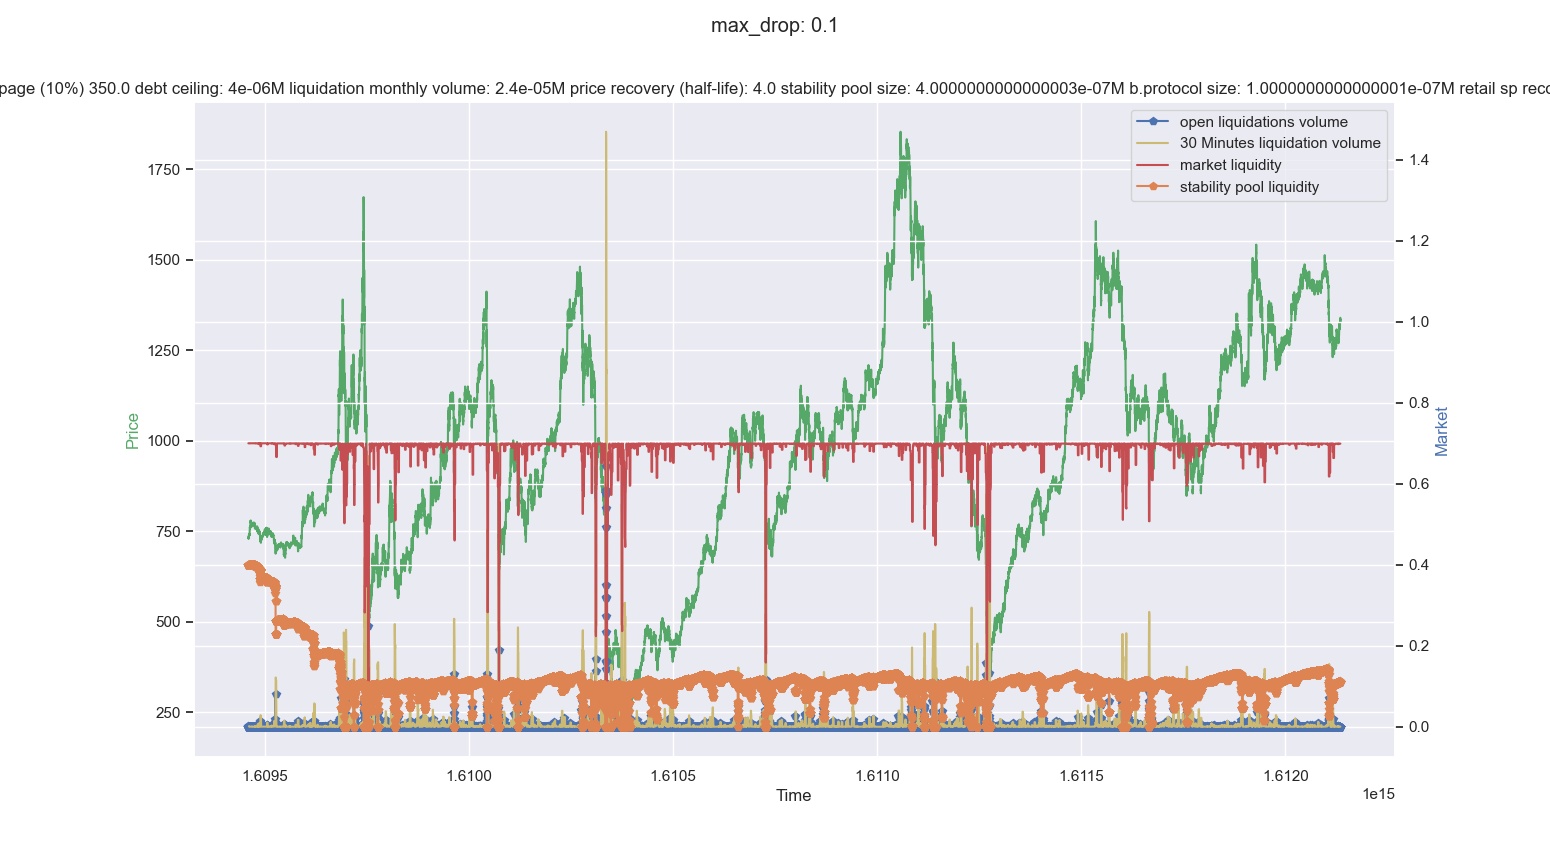 max_drop: 0.1
page (10%) 350.0 debt ceiling: 4e-06M liquidation monthly volume: 2.4e-05M price recovery (half-life): 4.0 stability pool size: 4.0000000000000003e-07M b.protocol size: 1.0000000000000001e-07M retail sp reco
open liquidations volume
30 Minutes liquidation volume
market liquidity
stability pool liquidity
1750
1500
1250
1000
750
500
250
Price
1.4
1.2
1.0
0.8
0.6
0.4
0.2
0.0
Market
1.6095 1.6100 1.6105 1.6110 1.6115 1.6120
Time
1e15